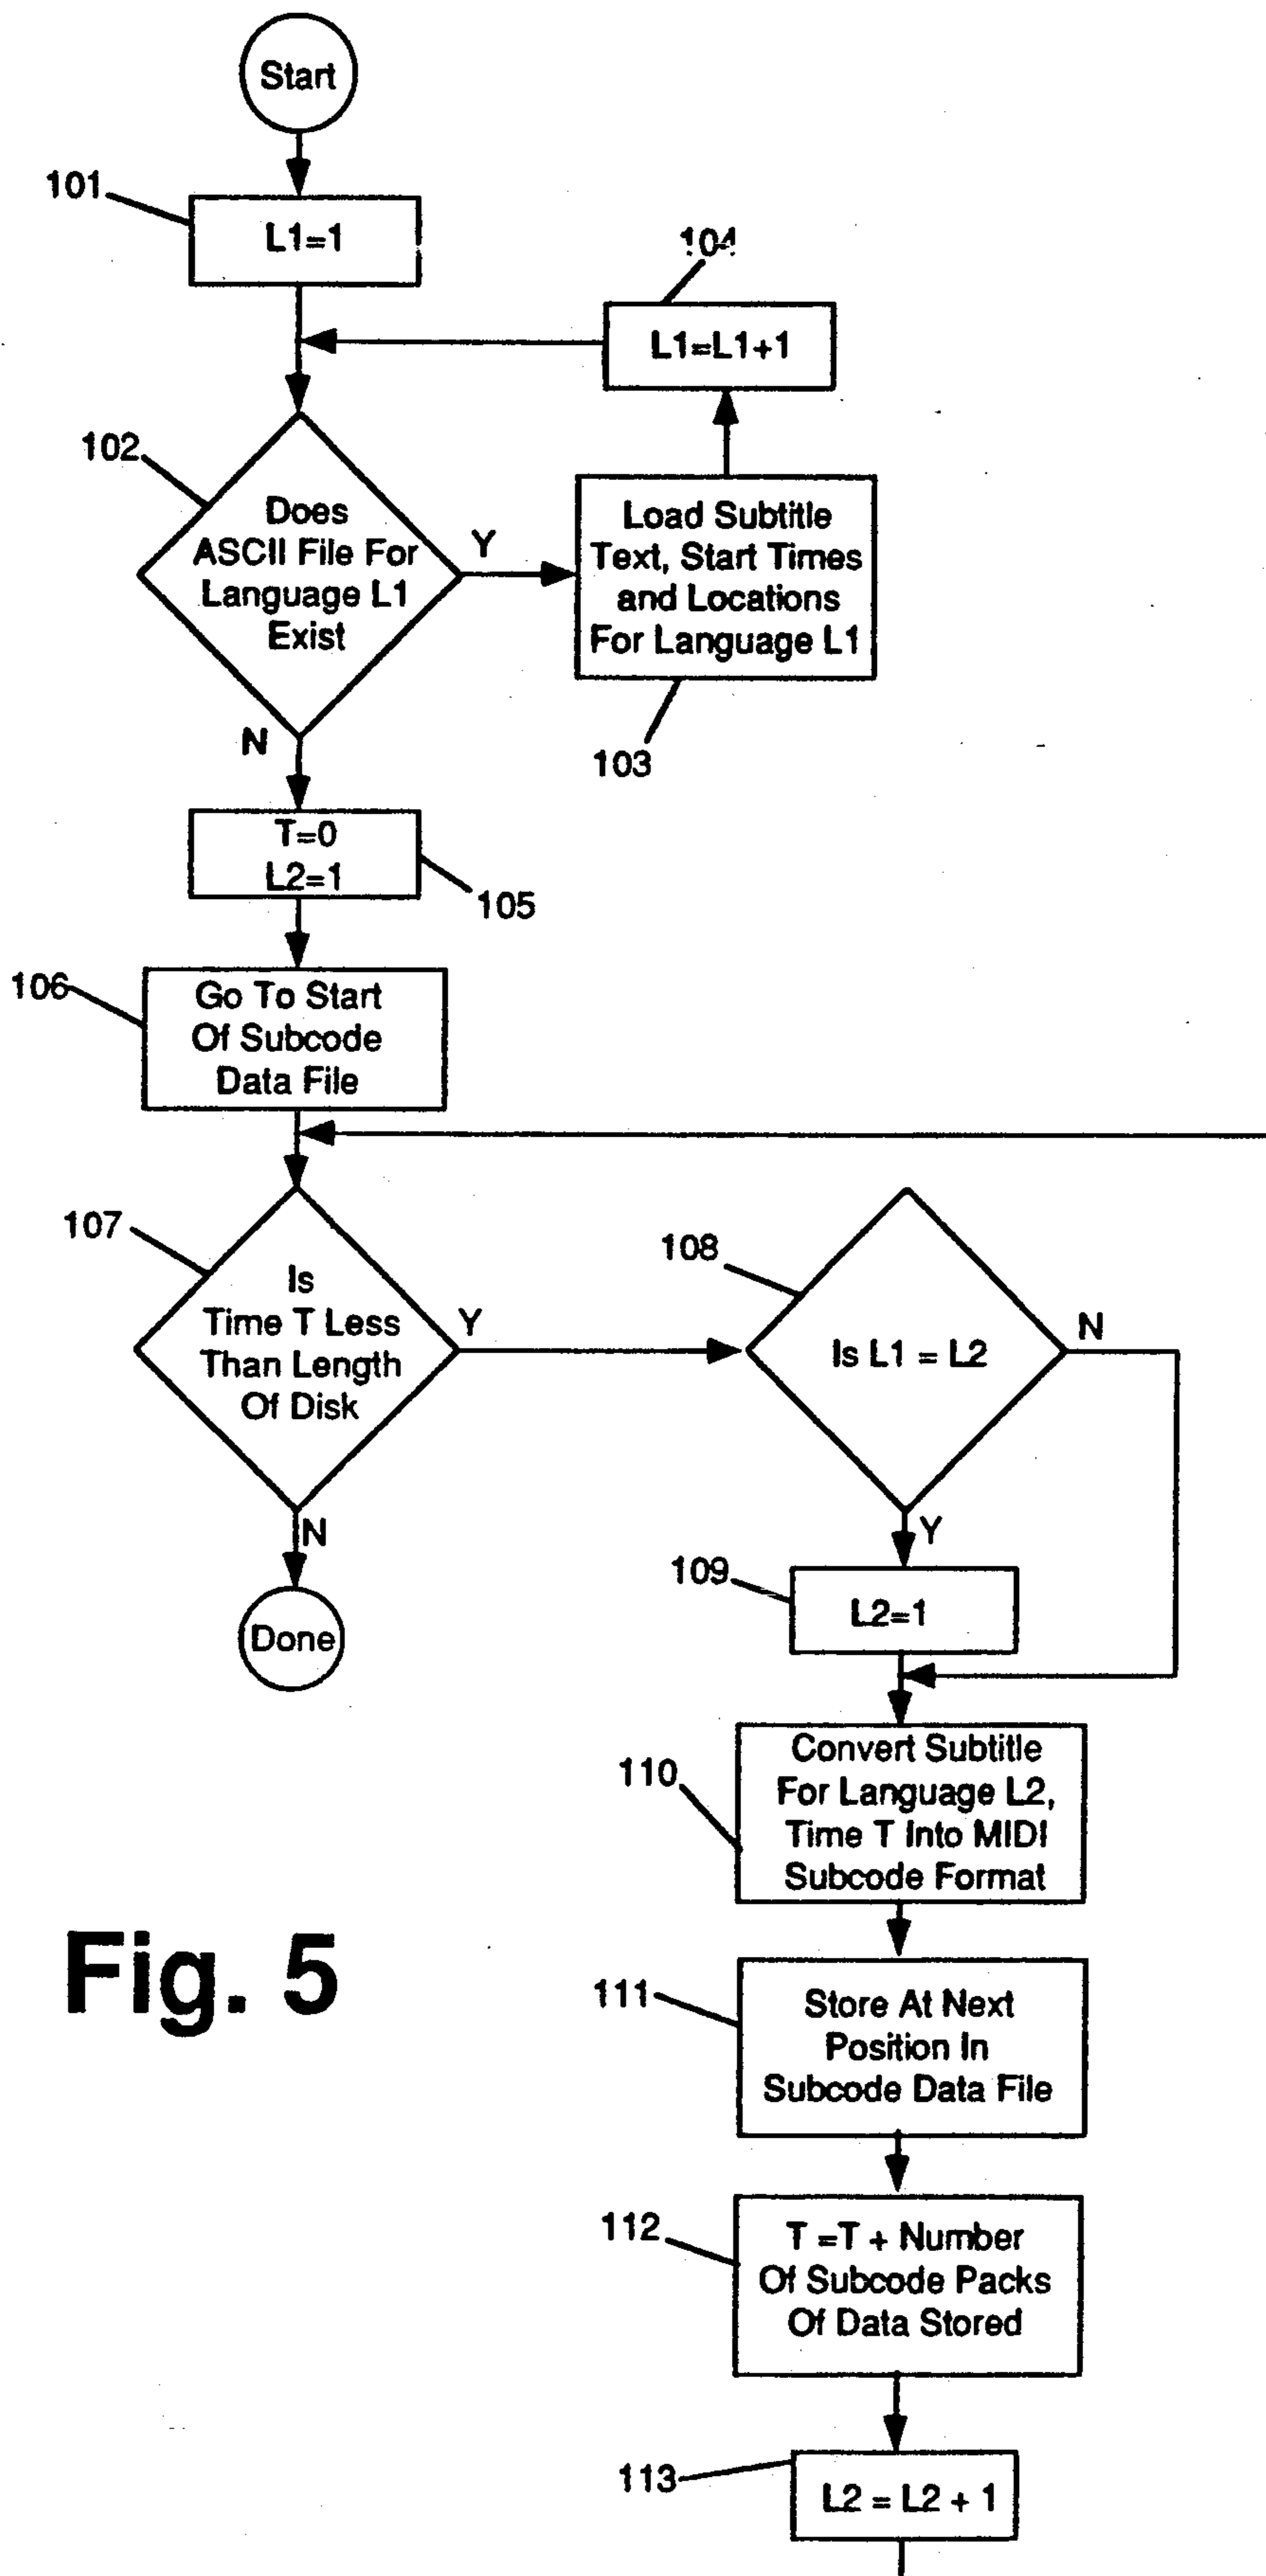 Start
101
L1=1
104
L1=L1+1
102
Does
ASCII File For
Language L1
Exist
Y
Load Subtitle
Text, Start Times
and Locations
For Language L1
103
N
T=0
L2=1
105
106
Go To Start
Of Subcode
Data File
107
Is
Time T Less
Than Length
Of Disk
Y
108
Is L1 = L2
N
N
Done
Y
109
L2=1
110
Convert Subtitle
For Language L2,
Time T Into MIDI
Subcode Format
Fig. 5
111
Store At Next
Position In
Subcode Data File
112
T =T + Number
Of Subcode Packs
Of Data Stored
113
L2 = L2 + 1